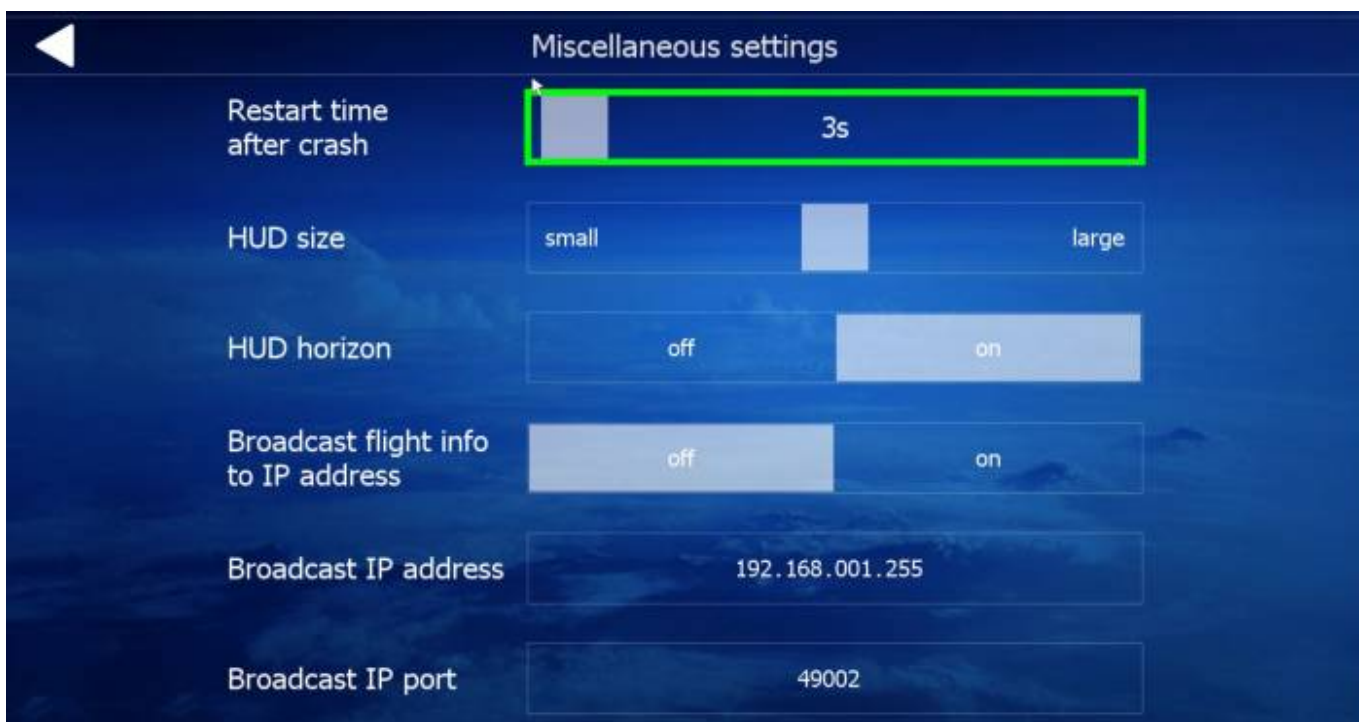 Miscellaneous settings
Restart time
after crash
3s
HUD size
small
large
HUD horizon
off
on
Broadcast flight info
to IP address
off
on
Broadcast IP address
192.168.001.255
Broadcast IP port
49002